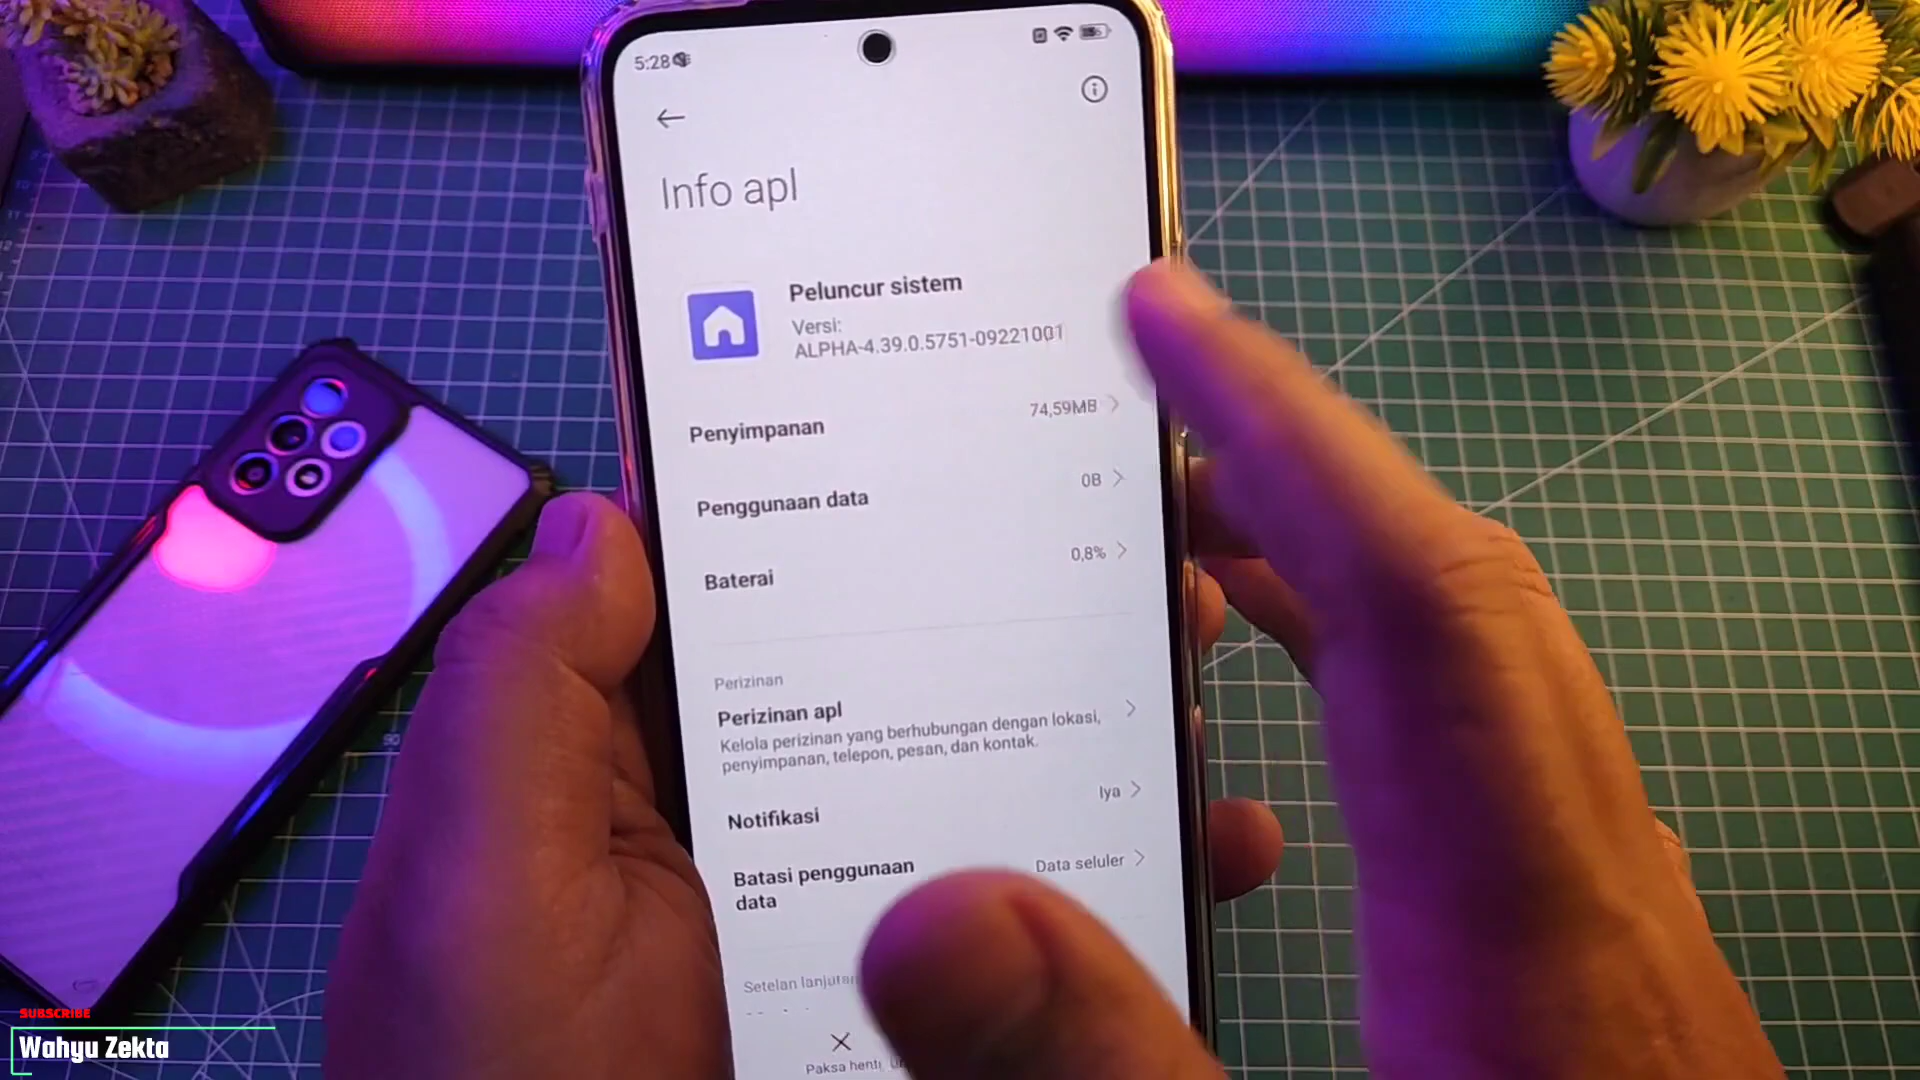 5:28
Info apl
Peluncur sistem
Versi:
ALPHA-4.39.0.5751-09221001
Penyimpanan
74,59MB
Penggunaan data
0B
Baterai
0,8%
Perizinan
Perizinan apl
Kelola perizinan yang berhubungan dengan lokasi,
penyimpanan, telepon, pesan, dan kontak.
Notifikasi
Iya
Batasi penggunaan
data
Data seluler
Setelan lanjutan
Paksa henti
SUBSCRIBE
Wahyu Zekta